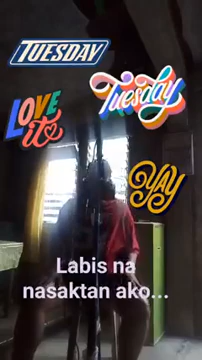 TUESDAY
Tuesday
LOVE
it
YAY
Labis na
nasaktan ako...